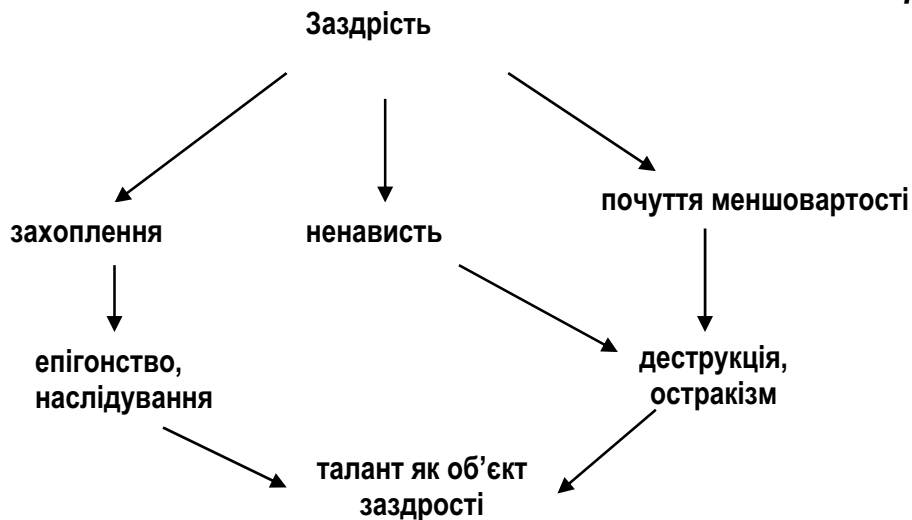 Заздрість
почуття меншовартості
захоплення
ненависть
епігонство,
наслідування
деструкція,
остракізм
талант як об’єкт
заздрості